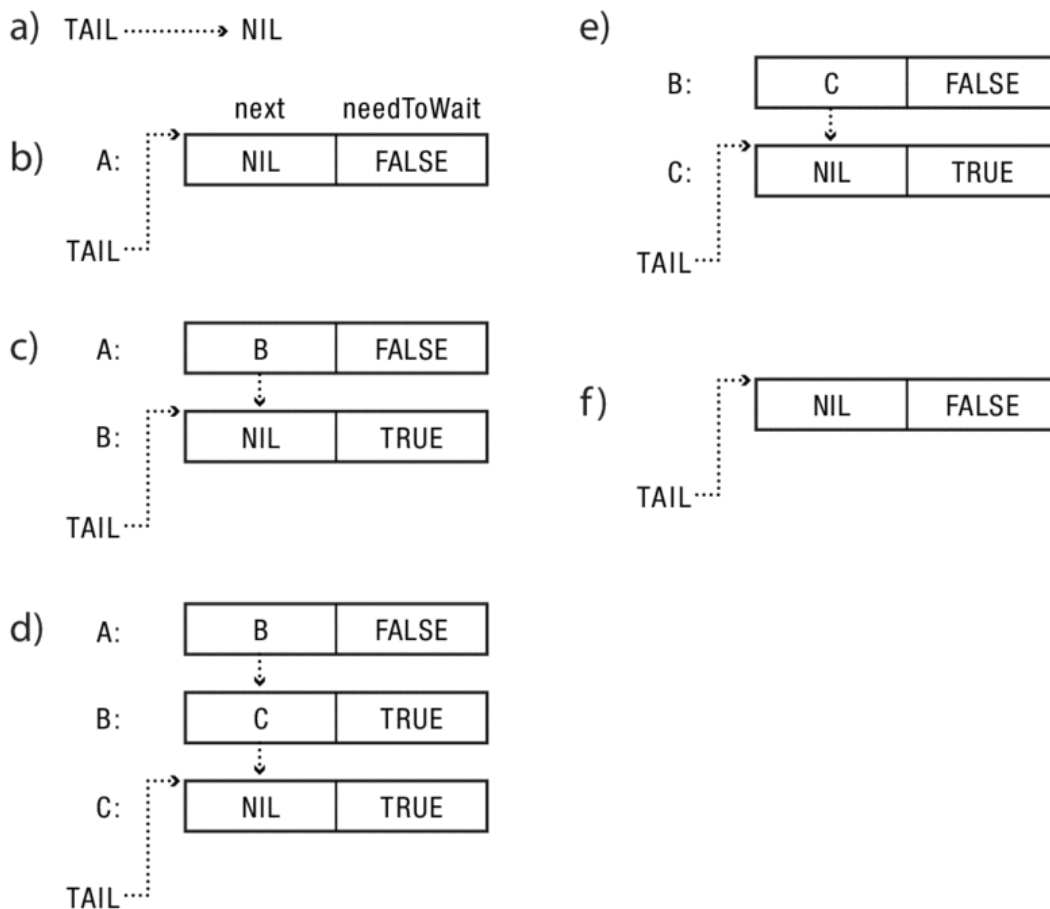 a) TAIL NIL
next needToWait
b) A: NIL FALSE
TAIL
c) A: B FALSE
B: NIL TRUE
TAIL
d) A: B FALSE
B: C TRUE
C: NIL TRUE
TAIL
e)
B: C FALSE
C: NIL TRUE
TAIL
f) NIL FALSE
TAIL